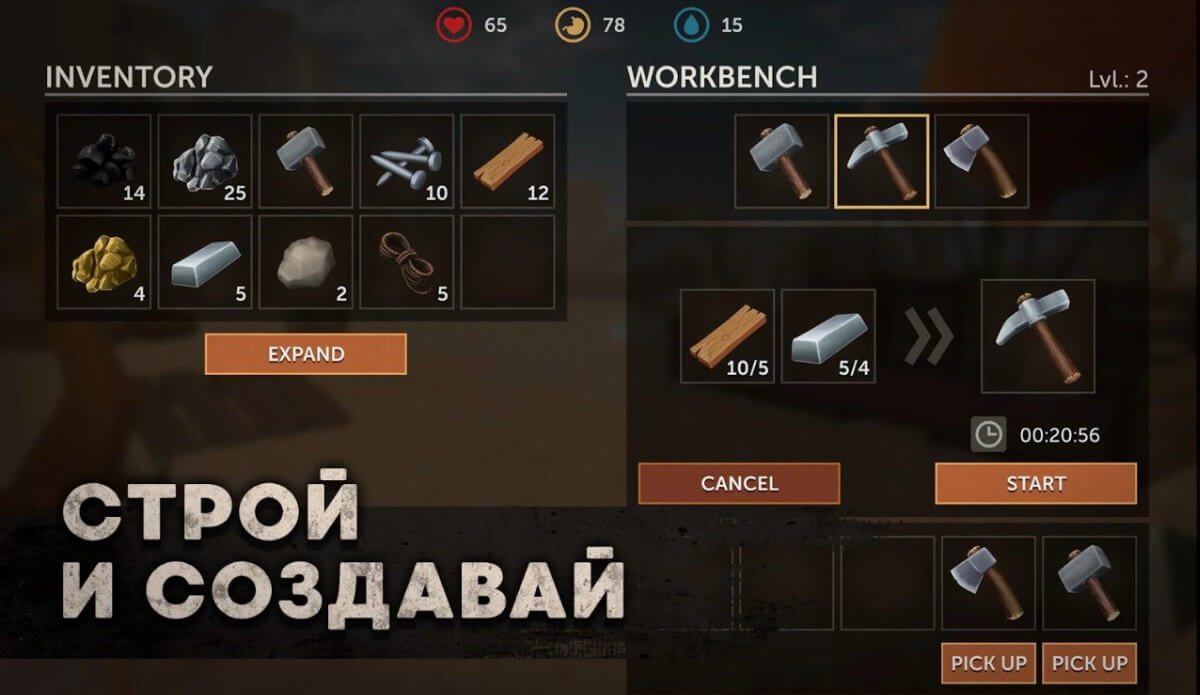 65 78 15
INVENTORY
14 25 10 12
4 5 2 5
EXPAND
WORKBENCH Lvl.: 2
10/5 5/4
00:20:56
CANCEL START
PICK UP PICK UP
СТРОЙ
И СОЗДАВАЙ